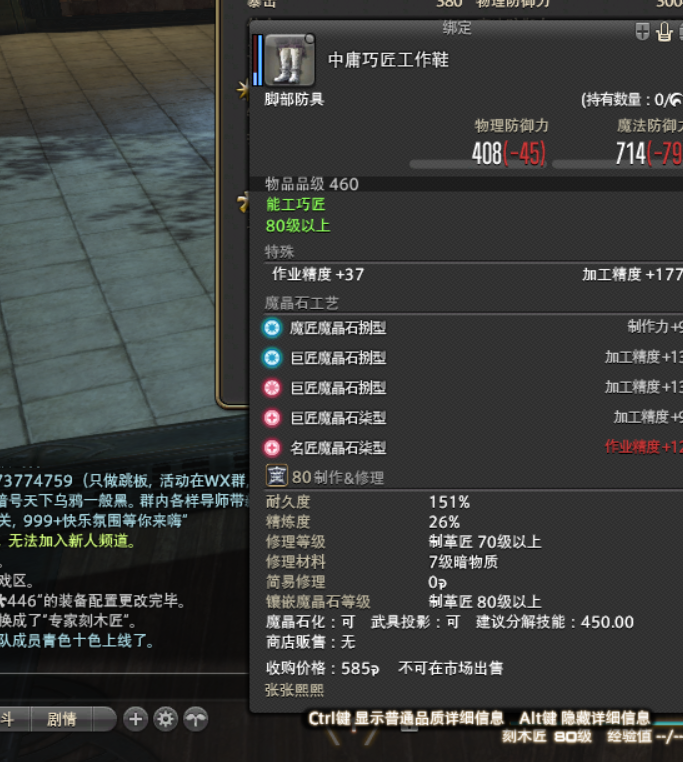 暴击 380 物理防御力 300
绑定
中庸巧匠工作鞋
脚部防具 (持有数量：0/
物理防御力 魔法防御力
408(-45) 714(-79
物品品级 460
能工巧匠
80级以上
特殊
作业精度 +37 加工精度 +177
魔晶石工艺
魔匠魔晶石捌型 制作力 +9
巨匠魔晶石捌型 加工精度 +13
巨匠魔晶石捌型 加工精度 +13
巨匠魔晶石柒型 加工精度 +9
名匠魔晶石柒型 作业精度 +12
80 制作&修理
耐久度 151%
精炼度 26%
修理等级 制革匠 70级以上
修理材料 7级暗物质
简易修理 0
镶嵌魔晶石等级 制革匠 80级以上
魔晶石化：可 武具投影：可 建议分解技能：450.00
商店贩售：无
收购价格：585 不可在市场出售
张张熙熙
73774759（只做跳板, 活动在WX群,
暗号天下乌鸦一般黑。群内各样导师带
关, 999+快乐氛围等你来嗨"
, 无法加入新人频道。
戏区。
★446"的装备配置更改完毕。
换成了"专家刻木匠"。
队成员青色十色上线了。
斗 剧情
Ctrl键 显示普通品质详细信息 Alt键 隐藏详细信息
刻木匠 80级 经验值 --/--